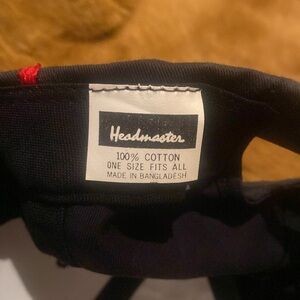 Headmaster
100% COTTON
ONE SIZE FITS ALL
MADE IN BANGLADESH